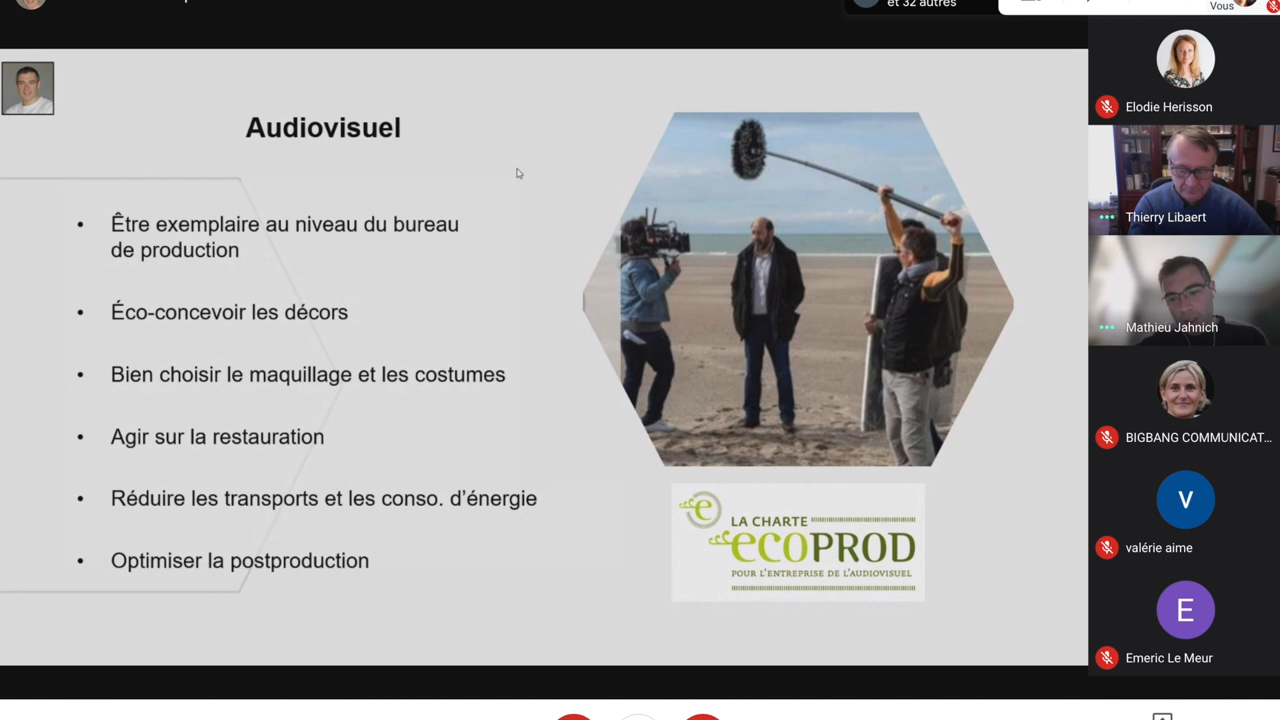 et 32 autres
Vous
Audiovisuel
• Être exemplaire au niveau du bureau
de production
• Éco-concevoir les décors
• Bien choisir le maquillage et les costumes
• Agir sur la restauration
• Réduire les transports et les conso. d'énergie
• Optimiser la postproduction
e
LA CHARTE
ecoPROD
POUR L'ENTREPRISE DE L'AUDIOVISUEL
Elodie Herisson
Thierry Libaert
Mathieu Jahnich
BIGBANG COMMUNICAT...
V
valérie aime
E
Emeric Le Meur